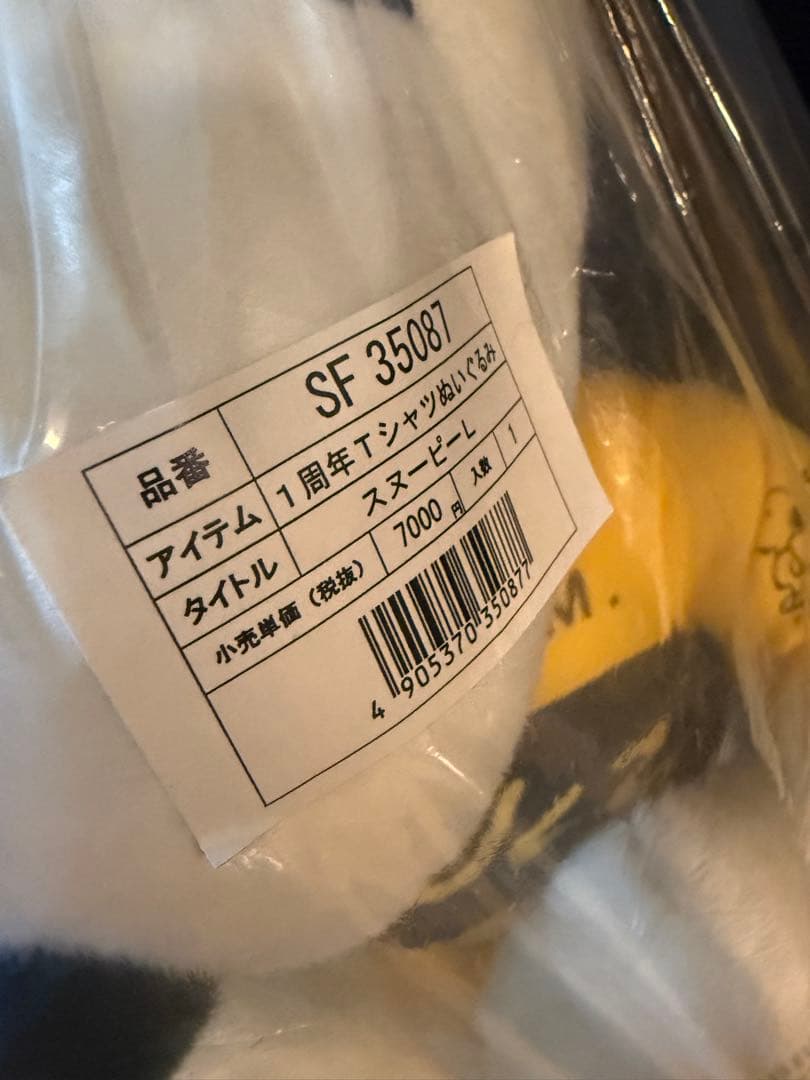 品番 SF 35087
アイテム 1周年Tシャツぬいぐるみ
タイトル スヌーピーL
小売単価(税抜) 7000 円 入数 1
4 905370 350877